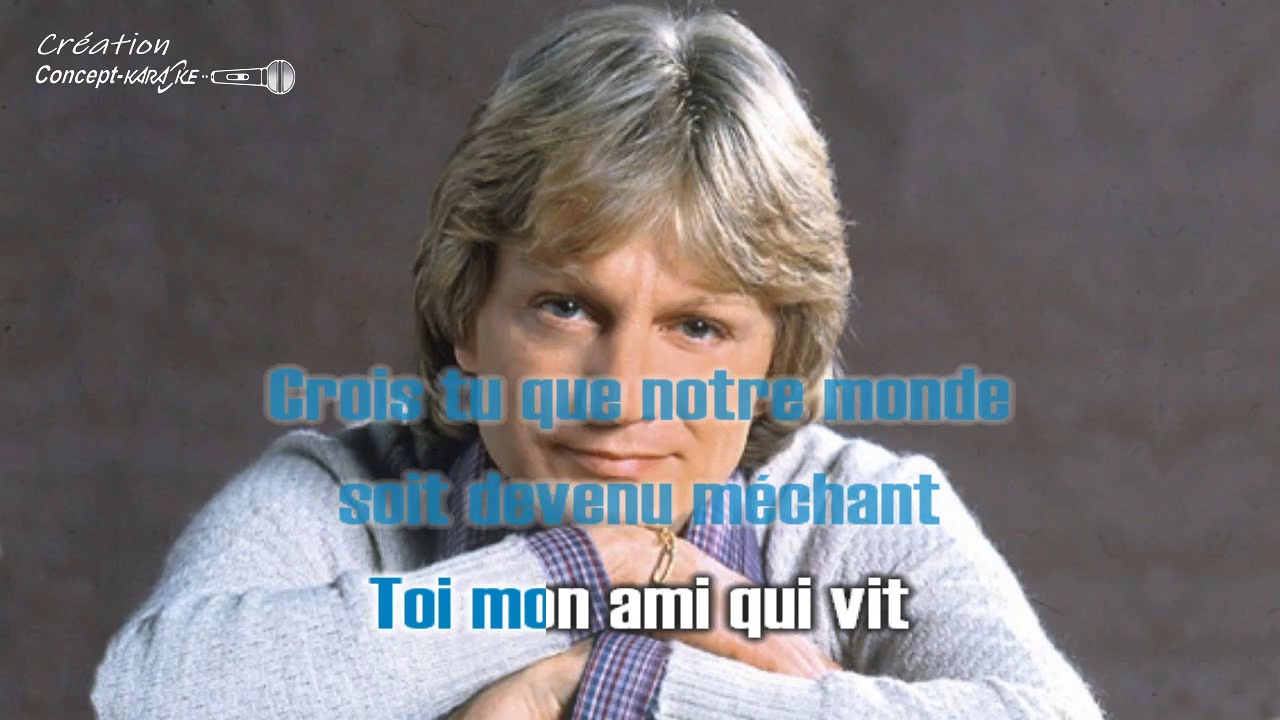 Création
Concept-KARAOKE
Crois tu que notre monde
soit devenu méchant
Toi mon ami qui vit